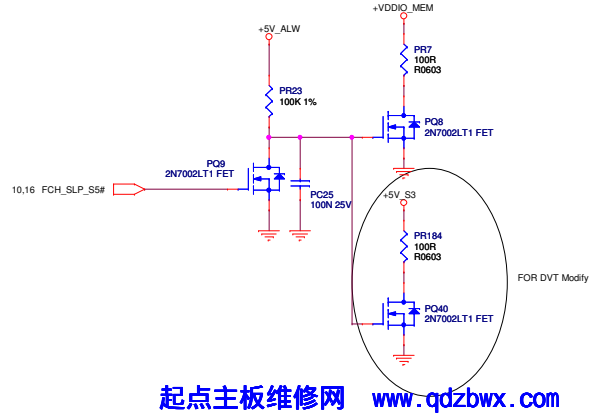 +VDDIO_MEM
+5V_ALW
PR7
100R
R0603
PR23
100K 1%
PQ8
2N7002LT1 FET
PQ9
2N7002LT1 FET
10,16 FCH_SLP_S5#
PC25
100N 25V
+5V_S3
PR184
100R
R0603
FOR DVT Modify
PQ40
2N7002LT1 FET
起点主板维修网 www.qdzbwx.com